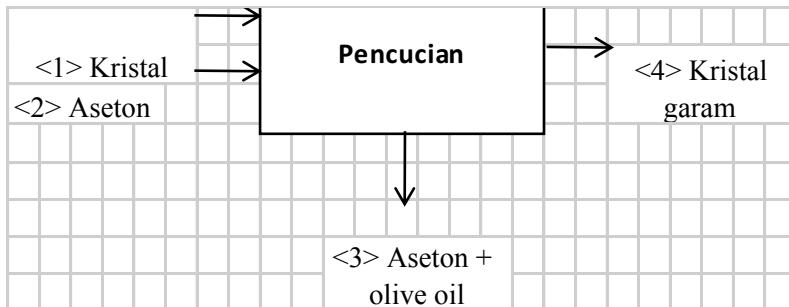 Pencucian
<1> Kristal
<2> Aseton
<4> Kristal
garam
<3> Aseton +
olive oil